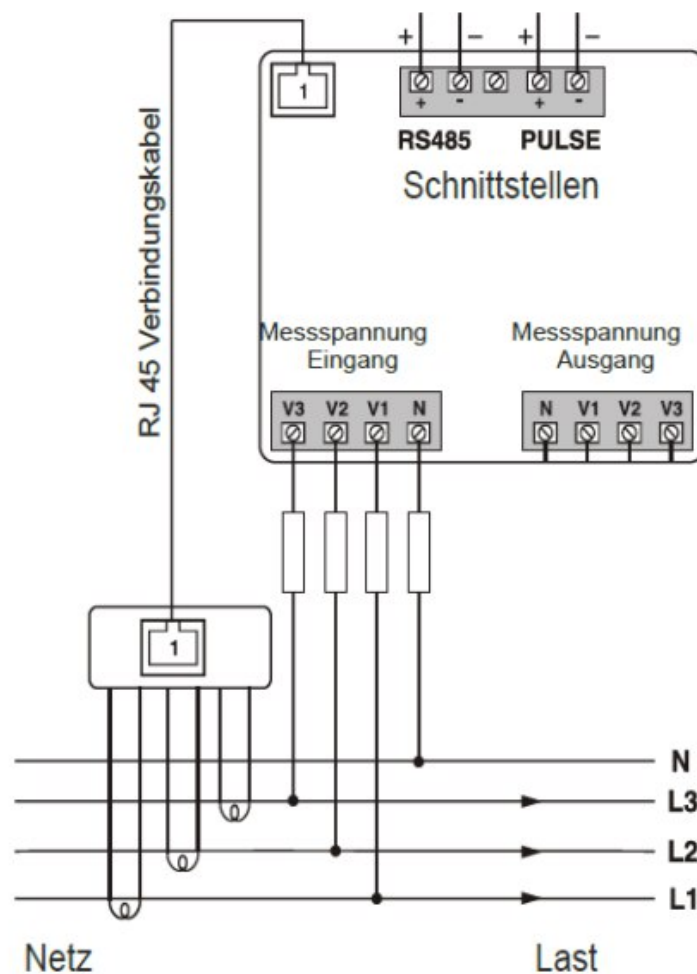 + − + −
1
+ - + -
RS485 PULSE
Schnittstellen
RJ 45 Verbindungskabel
Messspannung
Eingang
Messspannung
Ausgang
V3 V2 V1 N
N V1 V2 V3
1
N
L3
L2
L1
Netz Last